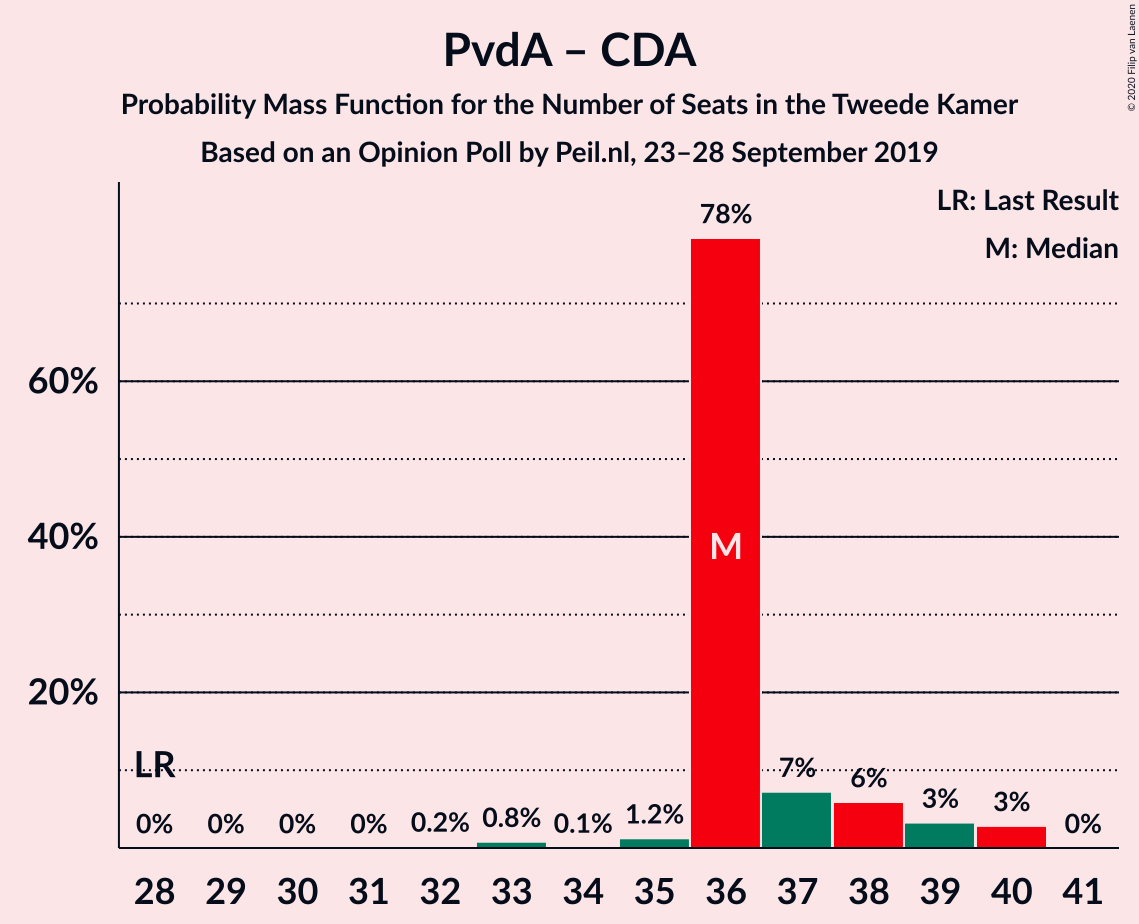 PvdA – CDA
Probability Mass Function for the Number of Seats in the Tweede Kamer
Based on an Opinion Poll by Peil.nl, 23–28 September 2019
© 2020 Filip van Laenen
LR: Last Result
M: Median
78%
60%
40%
20%
M
LR
0% 0% 0% 0% 0.2% 0.8% 0.1% 1.2% 7% 6% 3% 3% 0%
28 29 30 31 32 33 34 35 36 37 38 39 40 41